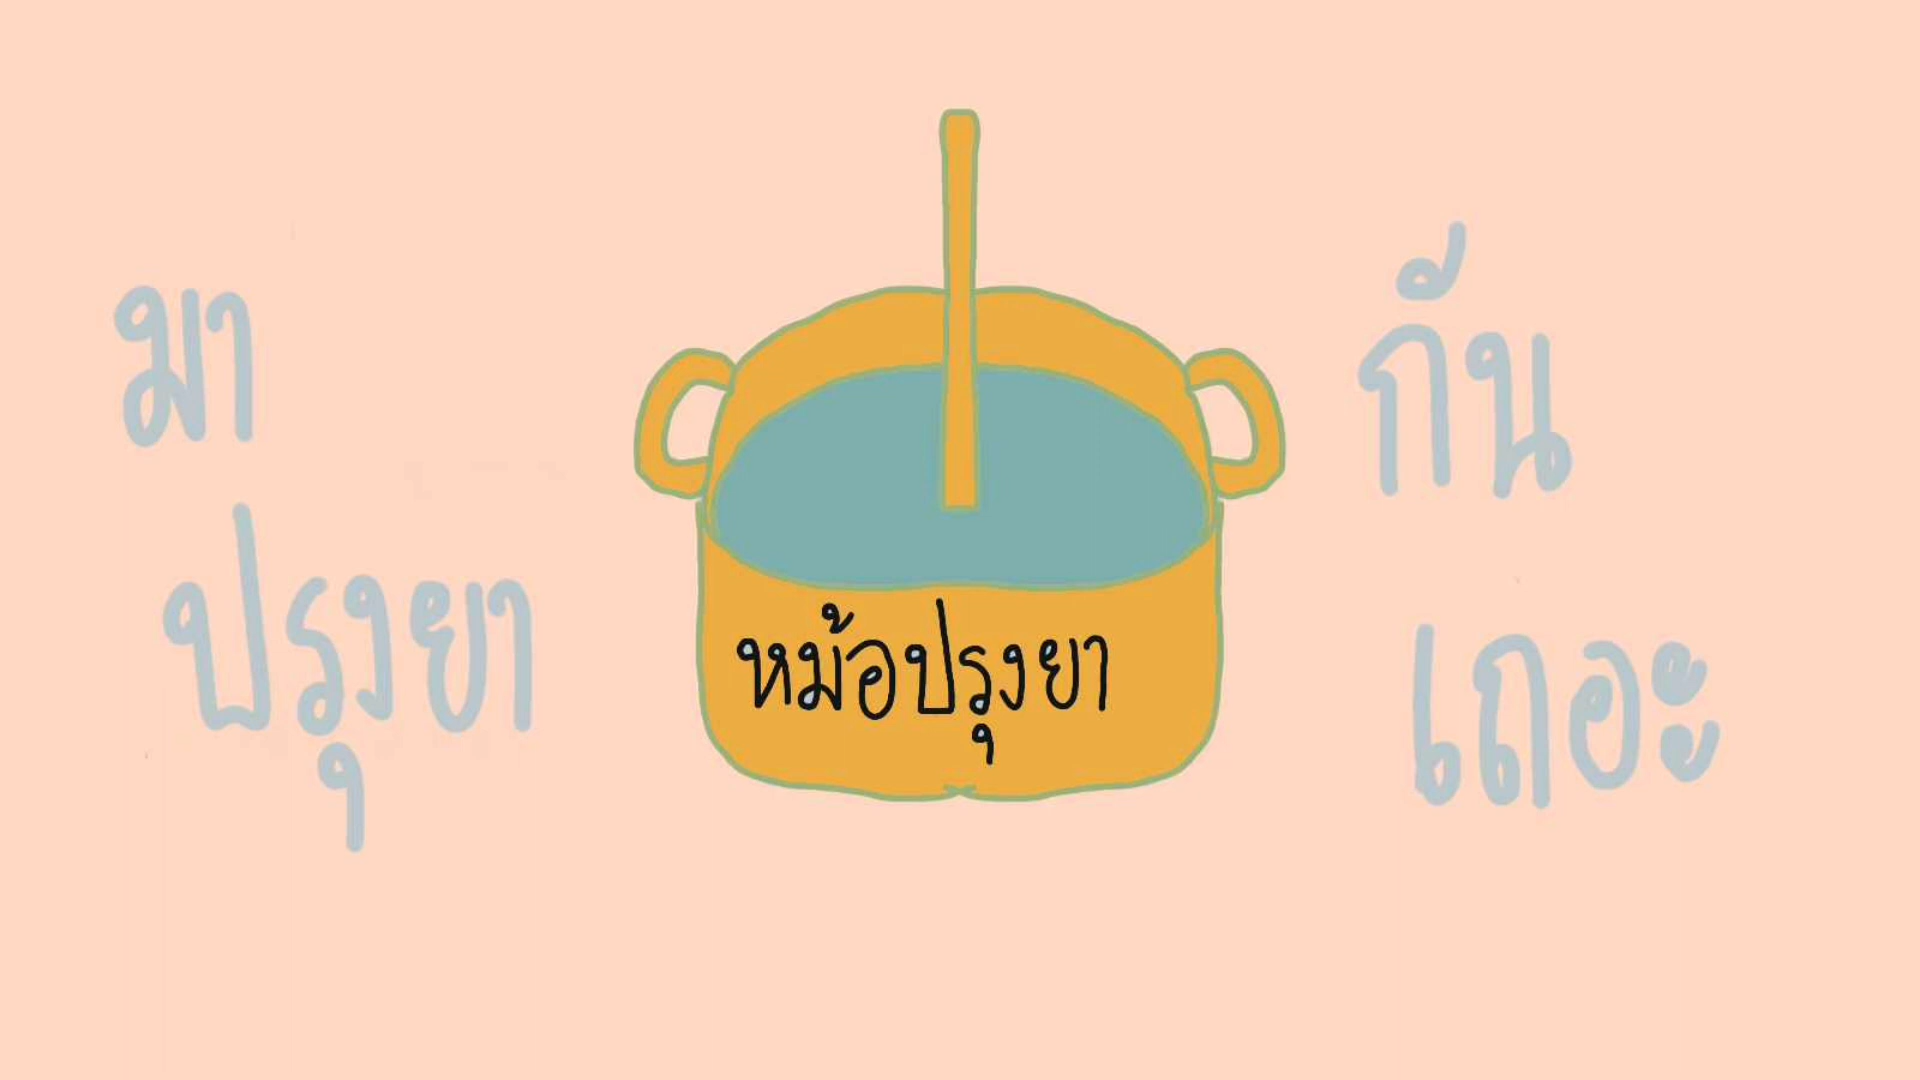 มา
ปรุงยา
หม้อปรุงยา
กัน
เถอะ